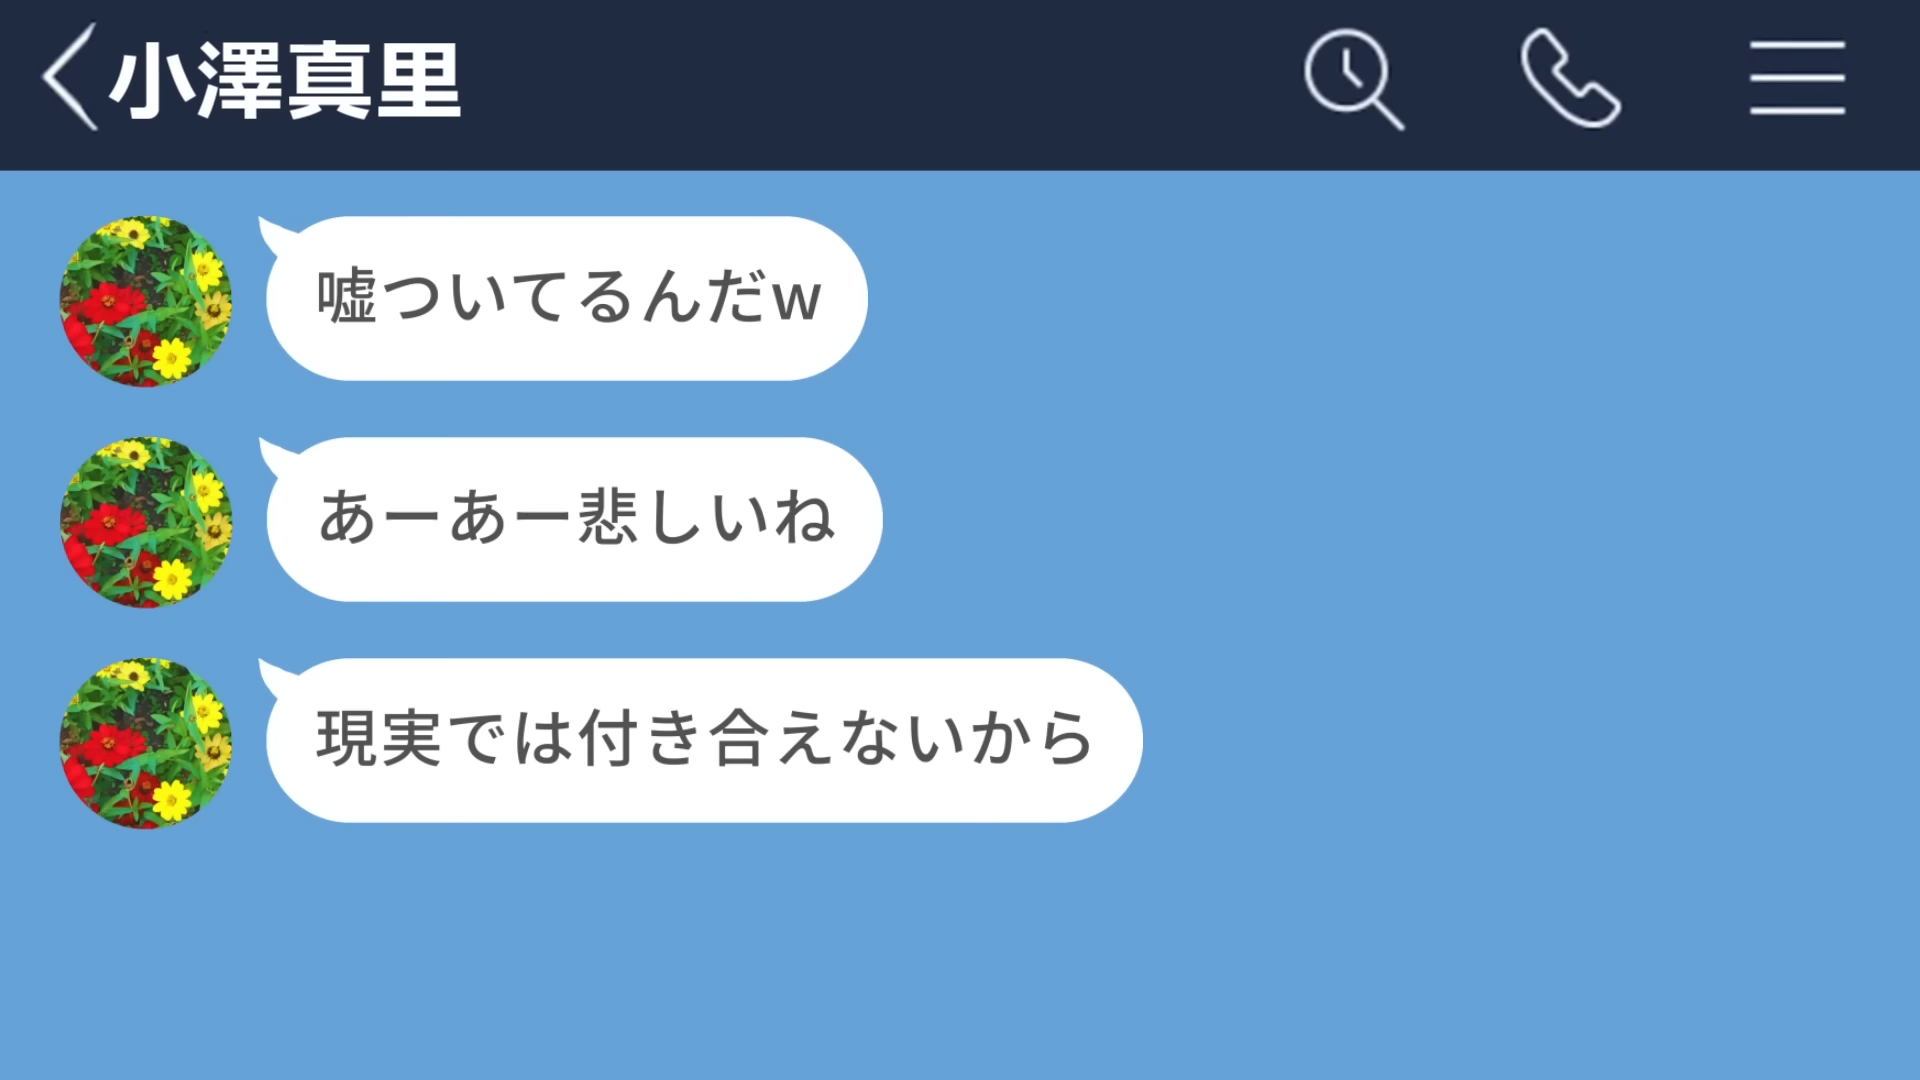 小澤真里
嘘ついてるんだw
あーあー悲しいね
現実では付き合えないから